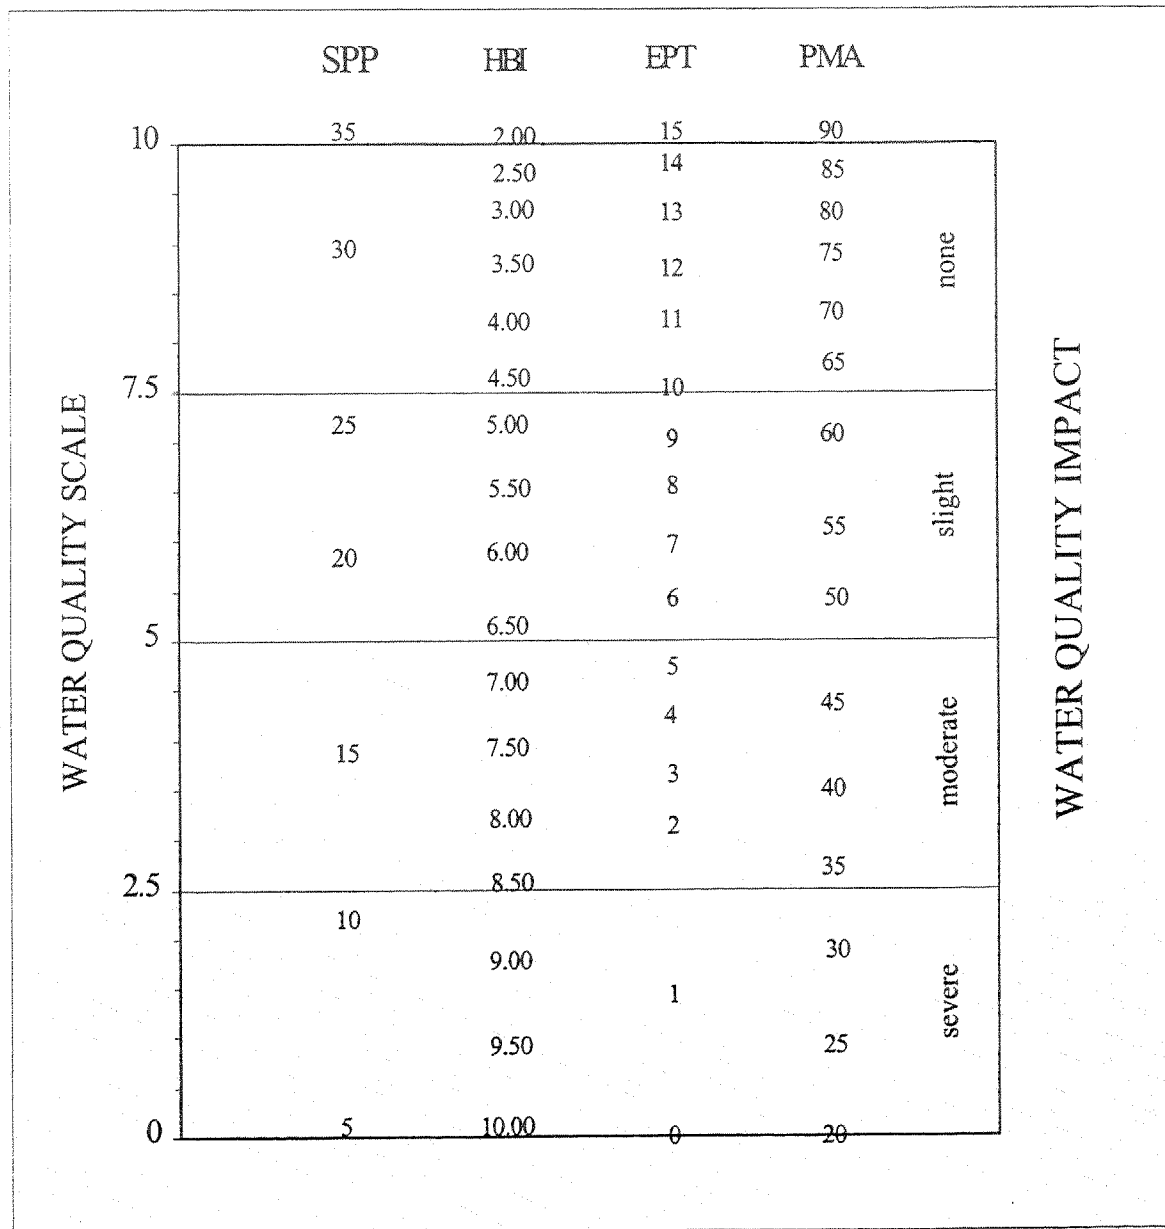 SPP HBI EPT PMA
10 35 2.00 15 90
2.50 14 85
3.00 13 80
30 3.50 12 75 none
4.00 11 70
7.5 4.50 10 65
25 5.00 9 60
5.50 8 slight
20 6.00 7 55
6 50
5 6.50
7.00 5 45
4 moderate
15 7.50
3 40
8.00 2
2.5 8.50 35
10
9.00 30
1 severe
9.50 25
0 5 10.00 0 20
WATER QUALITY SCALE
WATER QUALITY IMPACT